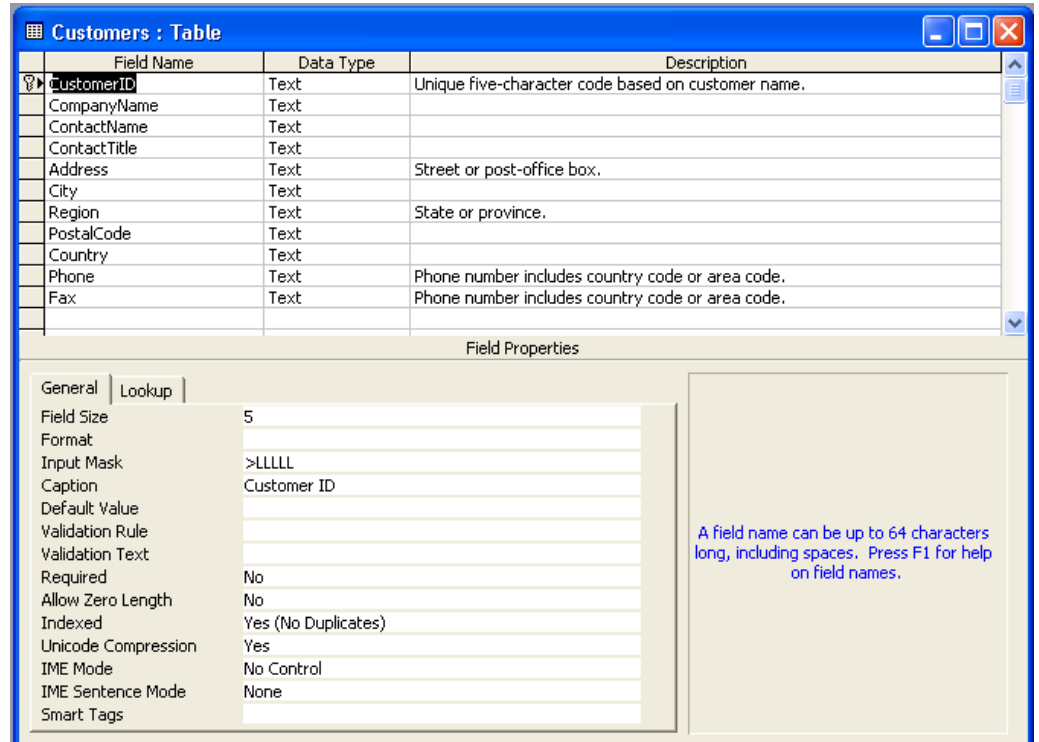 Customers : Table
Field Name Data Type Description
CustomerID Text Unique five-character code based on customer name.
CompanyName Text
ContactName Text
ContactTitle Text
Address Text Street or post-office box.
City Text
Region Text State or province.
PostalCode Text
Country Text
Phone Text Phone number includes country code or area code.
Fax Text Phone number includes country code or area code.
Field Properties
General Lookup
Field Size 5
Format
Input Mask >LLLLL
Caption Customer ID
Default Value
Validation Rule
Validation Text
Required No
Allow Zero Length No
Indexed Yes (No Duplicates)
Unicode Compression Yes
IME Mode No Control
IME Sentence Mode None
Smart Tags
A field name can be up to 64 characters
long, including spaces. Press F1 for help
on field names.